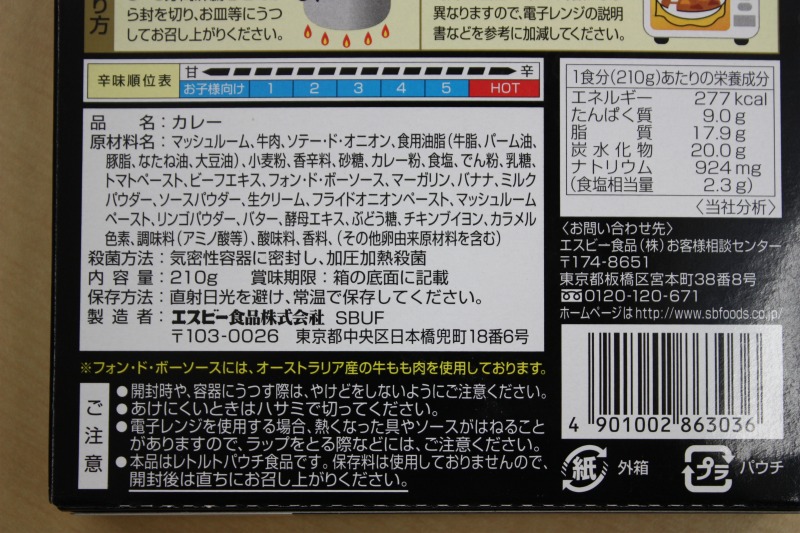 り方
ら封を切り、お皿等にうつ
してお召し上がりください。
異なりますので、電子レンジの説明
書などを参考に加減してください。
辛味順位表
甘 辛
お子様向け 1 2 3 4 5 HOT
品名:カレー
原材料名:マッシュルーム、牛肉、ソテー・ド・オニオン、食用油脂(牛脂、パーム油、
豚脂、なたね油、大豆油)、小麦粉、香辛料、砂糖、カレー粉、食塩、でん粉、乳糖、
トマトペースト、ビーフエキス、フォン・ド・ボーソース、マーガリン、バナナ、ミルク
パウダー、ソースパウダー、生クリーム、フライドオニオンペースト、マッシュルーム
ペースト、リンゴパウダー、バター、酵母エキス、ぶどう糖、チキンブイヨン、カラメル
色素、調味料(アミノ酸等)、酸味料、香料、(その他卵由来原材料を含む)
殺菌方法:気密性容器に密封し、加圧加熱殺菌
内容量:210g 賞味期限:箱の底面に記載
保存方法:直射日光を避け、常温で保存してください。
製造者:エスビー食品株式会社 SBUF
〒103-0026 東京都中央区日本橋兜町18番6号
※フォン・ド・ボーソースには、オーストラリア産の牛もも肉を使用しております。
ご注意
●開封時や、容器にうつす際は、やけどをしないようにご注意ください。
●あけにくいときはハサミで切ってください。
●電子レンジを使用する場合、熱くなった具やソースがはねること
がありますので、ラップをとる際などには、ご注意ください。
●本品はレトルトパウチ食品です。保存料は使用しておりませんので、
開封後は直ちにお召し上がりください。
1食分(210g)あたりの栄養成分
エネルギー 277kcal
たんぱく質 9.0g
脂質 17.9g
炭水化物 20.0g
ナトリウム 924mg
(食塩相当量 2.3g)
〈当社分析〉
〈お問い合わせ先〉
エスビー食品(株)お客様相談センター
〒174-8651
東京都板橋区宮本町38番8号
0120-120-671
ホームページはhttp://www.sbfoods.co.jp/
4 901002 863036
紙 外箱
プラ パウチ